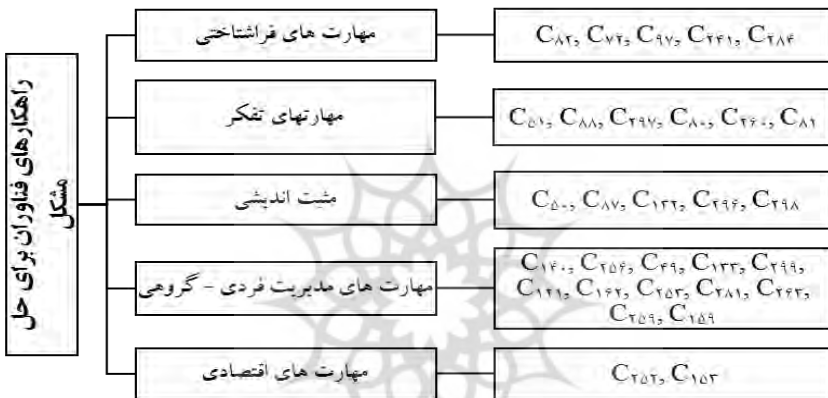 راهکارهای فناوران برای حل
مشکل
مهارت های فراشناختی
C۸۲, C۷۲, C۹۷, C۲۴۱, C۲۸۴
مهارتهای تفکر
C۵۱, C۸۸, C۲۹۷, C۸۰, C۲۶۰, C۸۱
مثبت اندیشی
C۵۰, C۸۷, C۱۳۲, C۲۹۶, C۲۹۸
مهارت های مدیریت فردی - گروهی
C۱۴۰, C۲۵۶, C۴۹, C۱۳۳, C۲۹۹,
C۱۲۱, C۱۶۲, C۲۵۳, C۲۸۱, C۲۶۳,
C۲۵۹, C۱۵۹
مهارت های اقتصادی
C۲۵۲, C۱۵۳